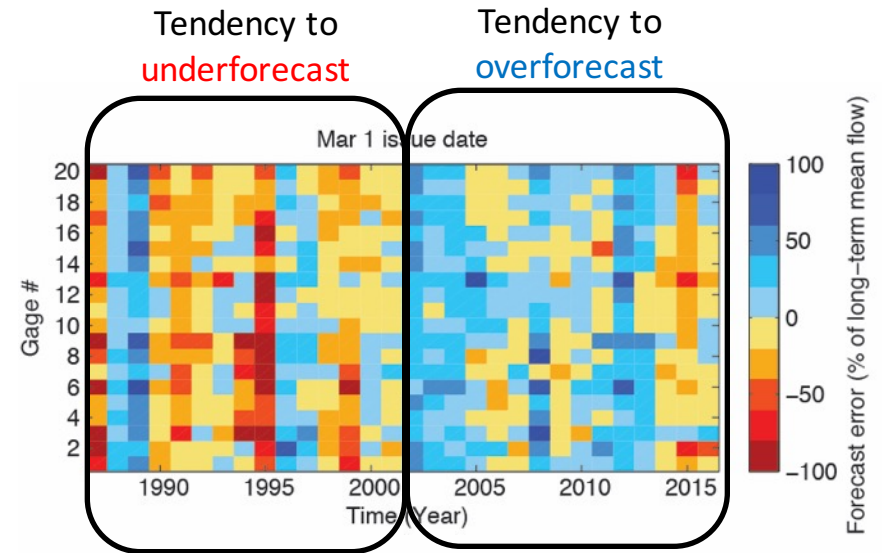 Tendency to
underforecast
Tendency to
overforecast
Mar 1 issue date
20
18
16
14
12
10
8
6
4
2
Gage #
1990
1995
2000
2005
2010
2015
Time (Year)
100
50
0
−50
−100
Forecast error (% of long−term mean flow)